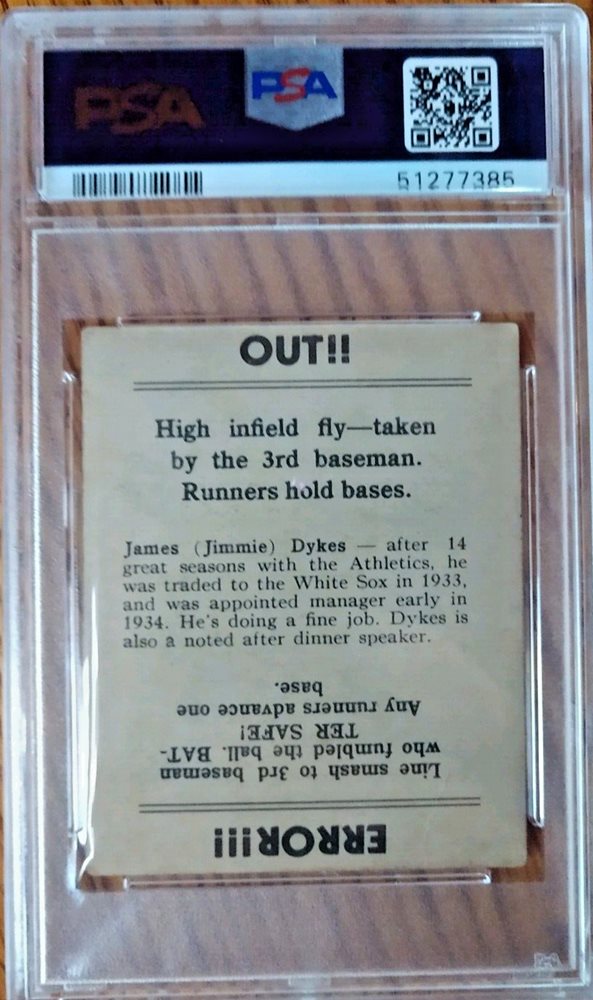 PSA
PSA
51277385
OUT!!
High infield fly—taken
by the 3rd baseman.
Runners hold bases.
James (Jimmie) Dykes — after 14
great seasons with the Athletics, he
was traded to the White Sox in 1933,
and was appointed manager early in
1934. He's doing a fine job. Dykes is
also a noted after dinner speaker.
ERROR!!!
Line smash to 3rd baseman
who fumbled the ball. BAT-
TER SAFE!
Any runners advance one
base.
PSA